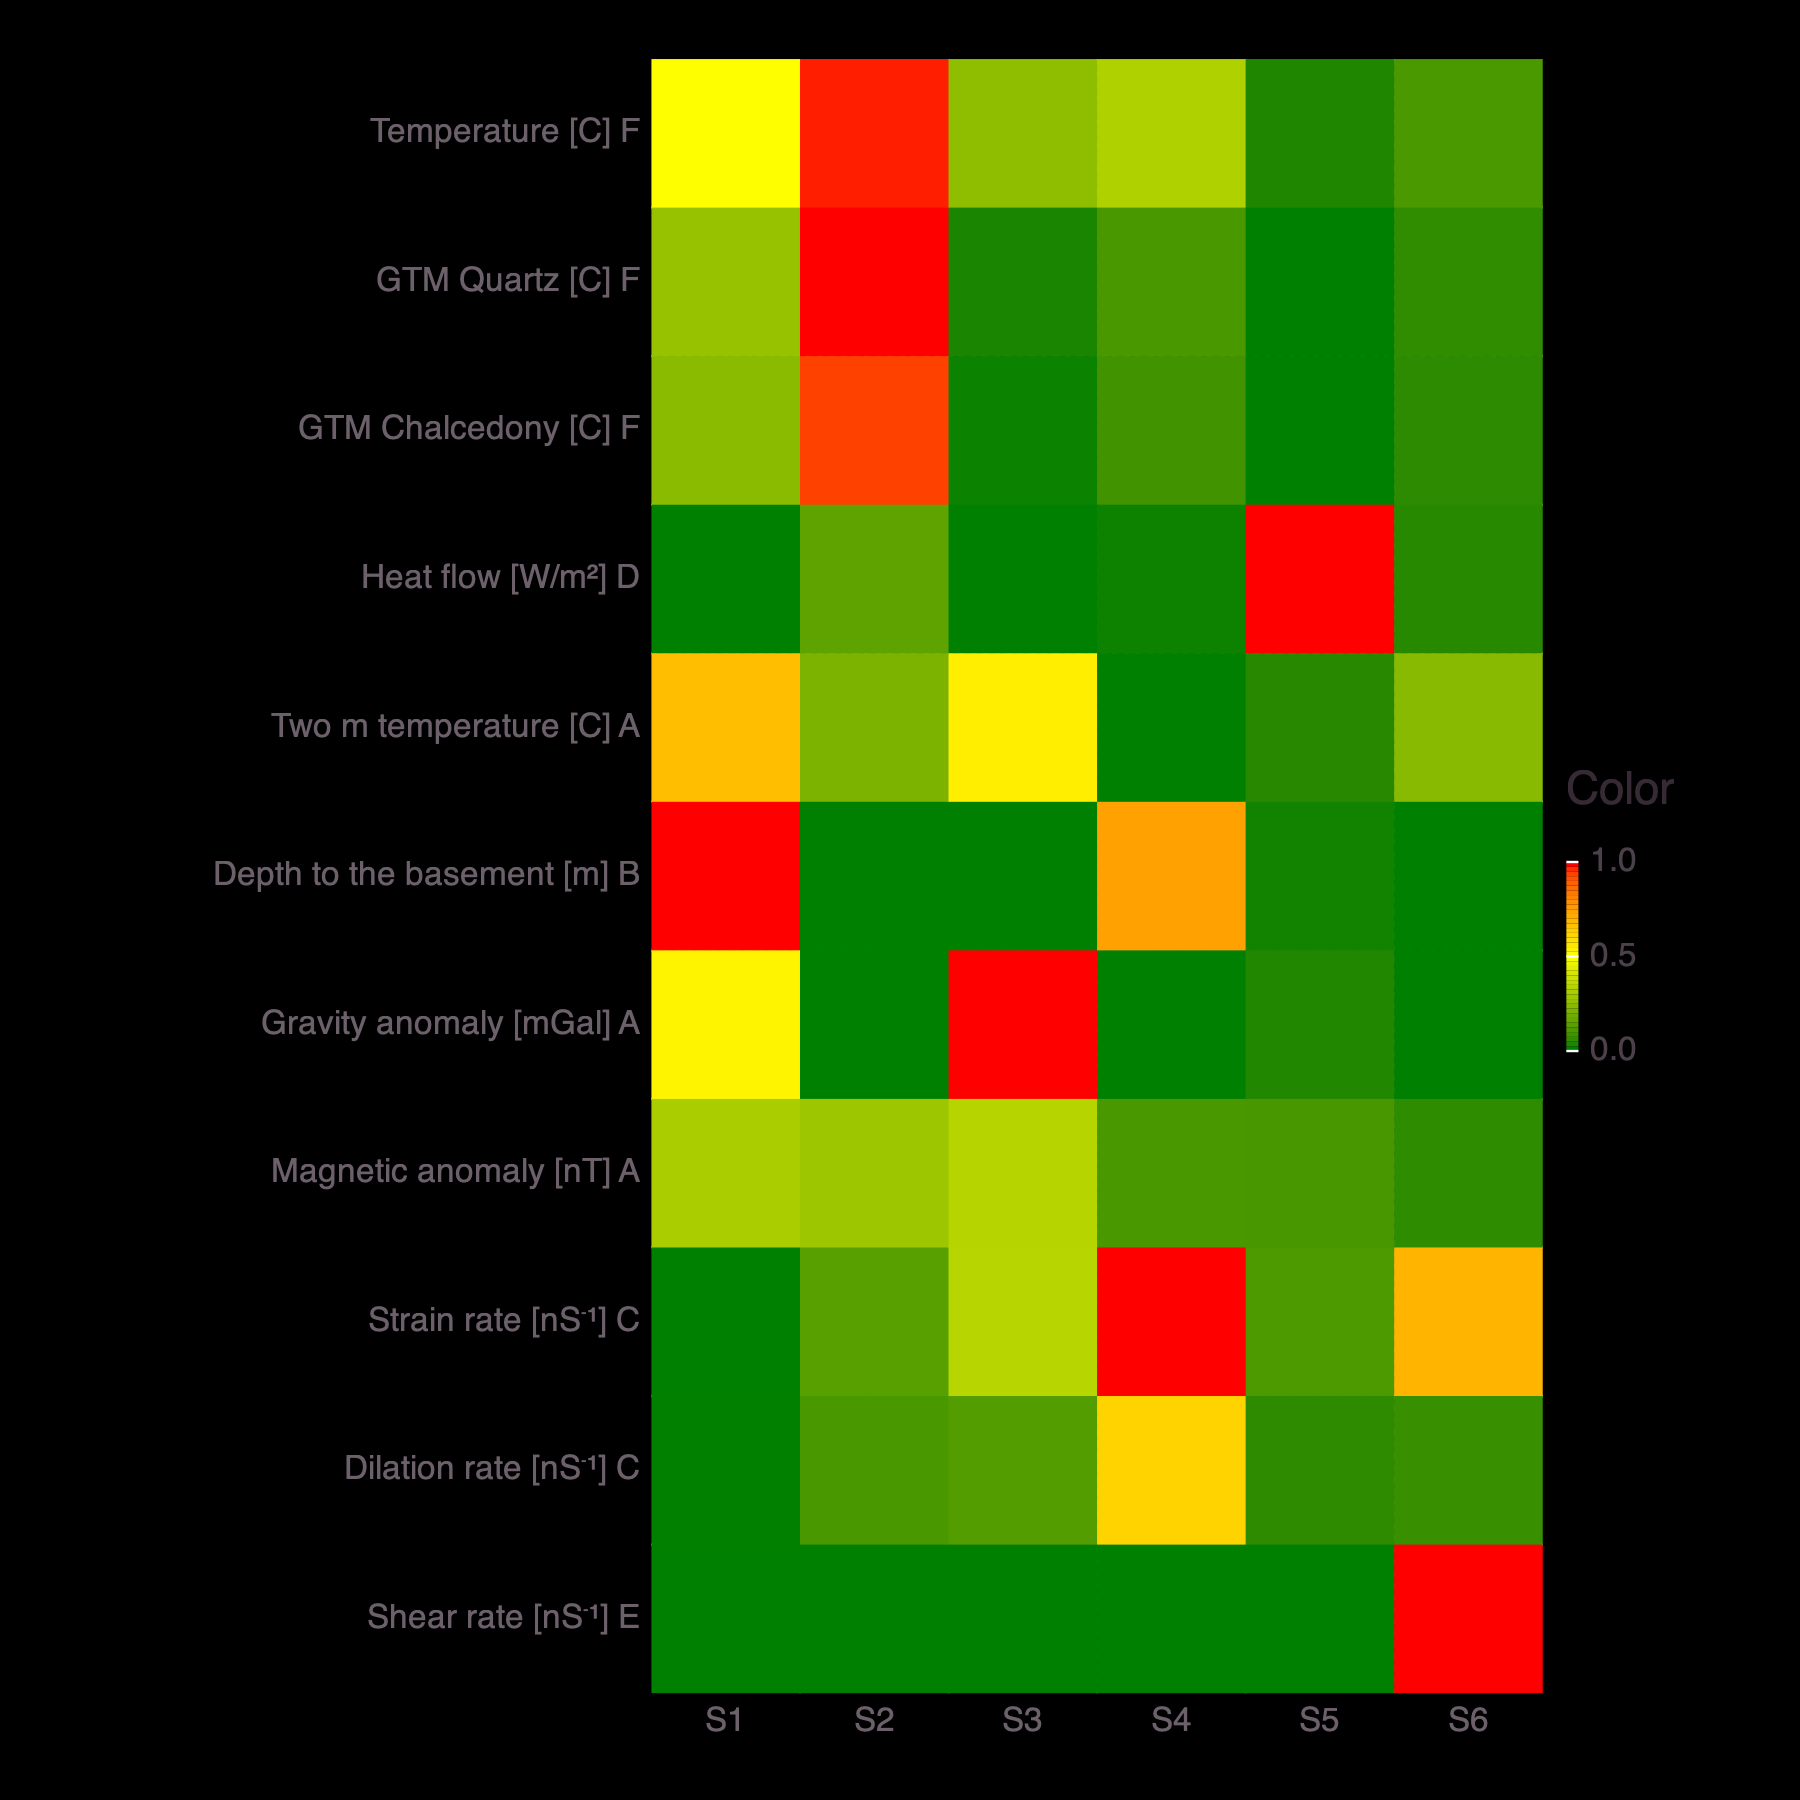 Temperature [C] F
GTM Quartz [C] F
GTM Chalcedony [C] F
Heat flow [W/m²] D
Two m temperature [C] A
Depth to the basement [m] B
Gravity anomaly [mGal] A
Magnetic anomaly [nT] A
Strain rate [nS⁻¹] C
Dilation rate [nS⁻¹] C
Shear rate [nS⁻¹] E
S1 S2 S3 S4 S5 S6
Color
1.0
0.5
0.0